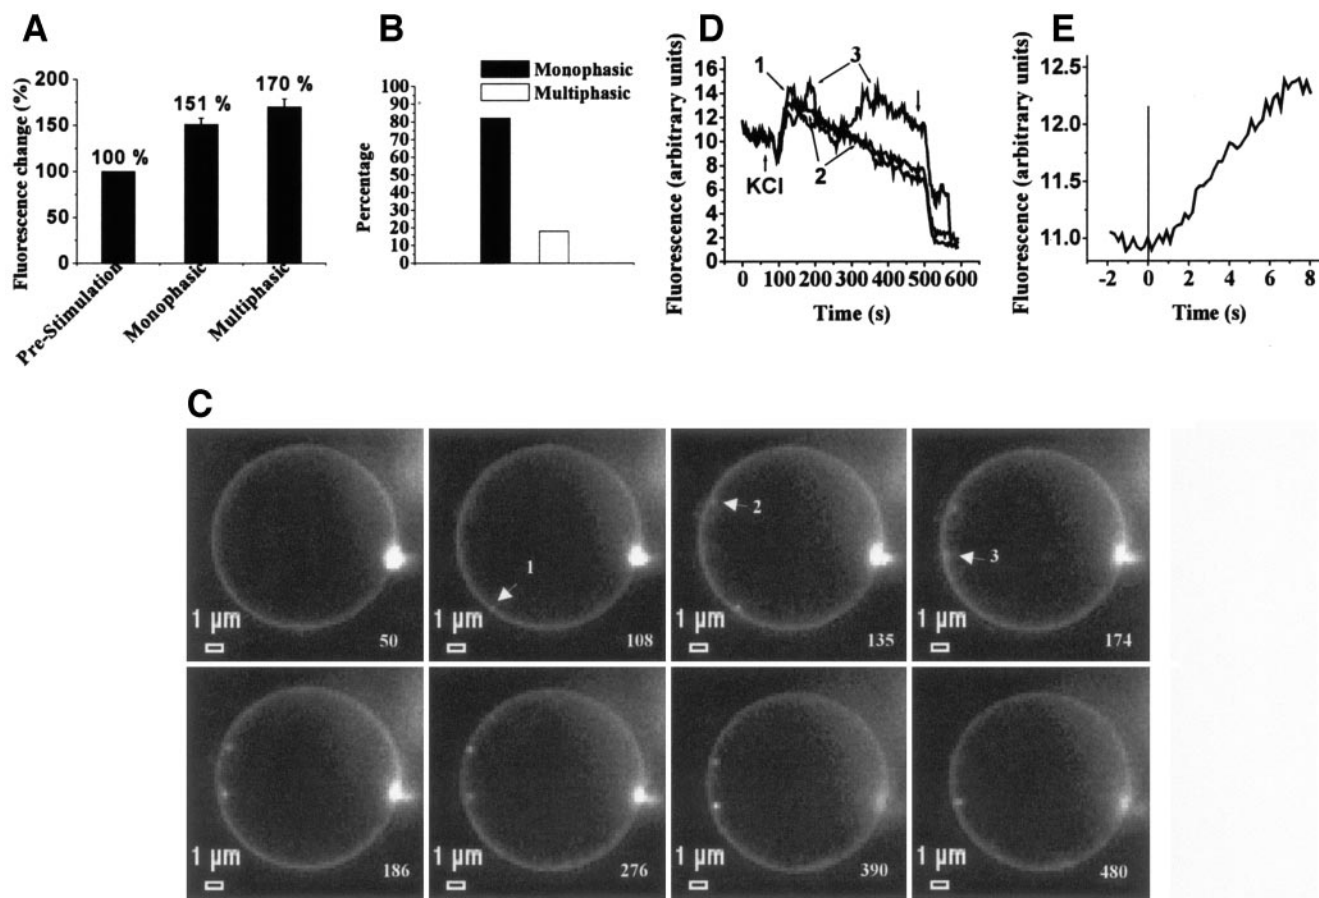 A
Fluorescence change (%)
200
150
100
50
0
100 %
151 %
170 %
Pre-Stimulation
Monophasic
Multiphasic
B
Monophasic
Multiphasic
Percentage
100
90
80
70
60
50
40
30
20
10
0
D
Fluorescence (arbitrary units)
16
14
12
10
8
6
4
2
0
1
3
KCl
2
0 100 200 300 400 500 600
Time (s)
E
Fluorescence (arbitrary units)
12.5
12.0
11.5
11.0
-2 0 2 4 6 8
Time (s)
C
1 µm
50
1
1 µm
108
2
1 µm
135
3
1 µm
174
1 µm
186
1 µm
276
1 µm
390
1 µm
480